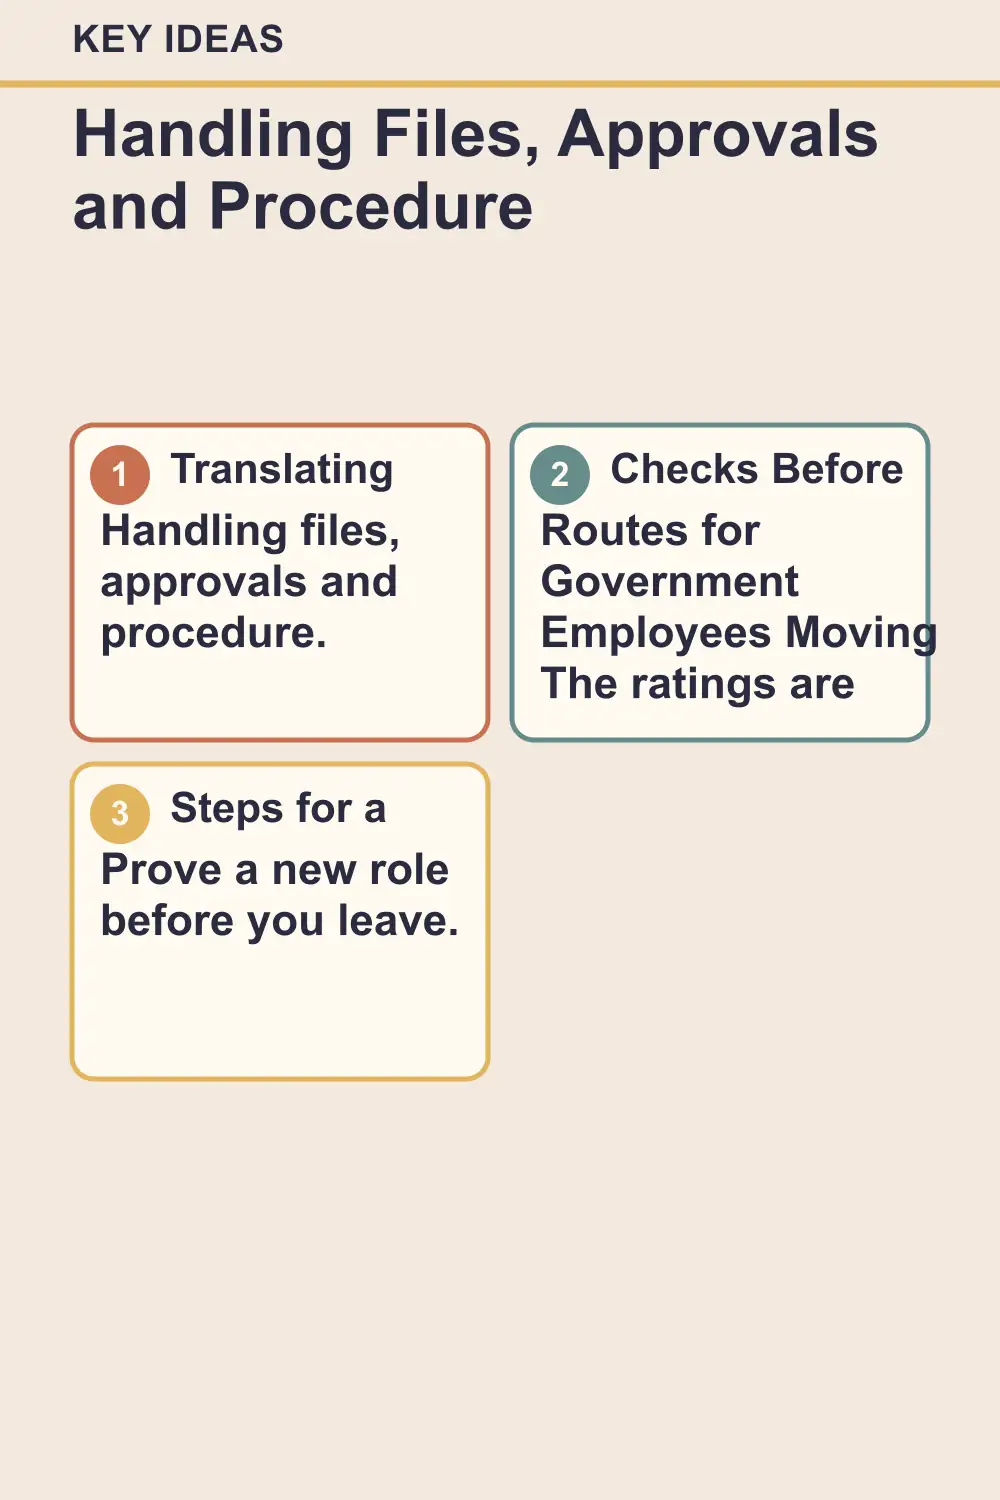 KEY IDEAS
Handling Files, Approvals
and Procedure
1 Translating
Handling files,
approvals and
procedure.
2 Checks Before
Routes for
Government
Employees Moving
The ratings are
3 Steps for a
Prove a new role
before you leave.